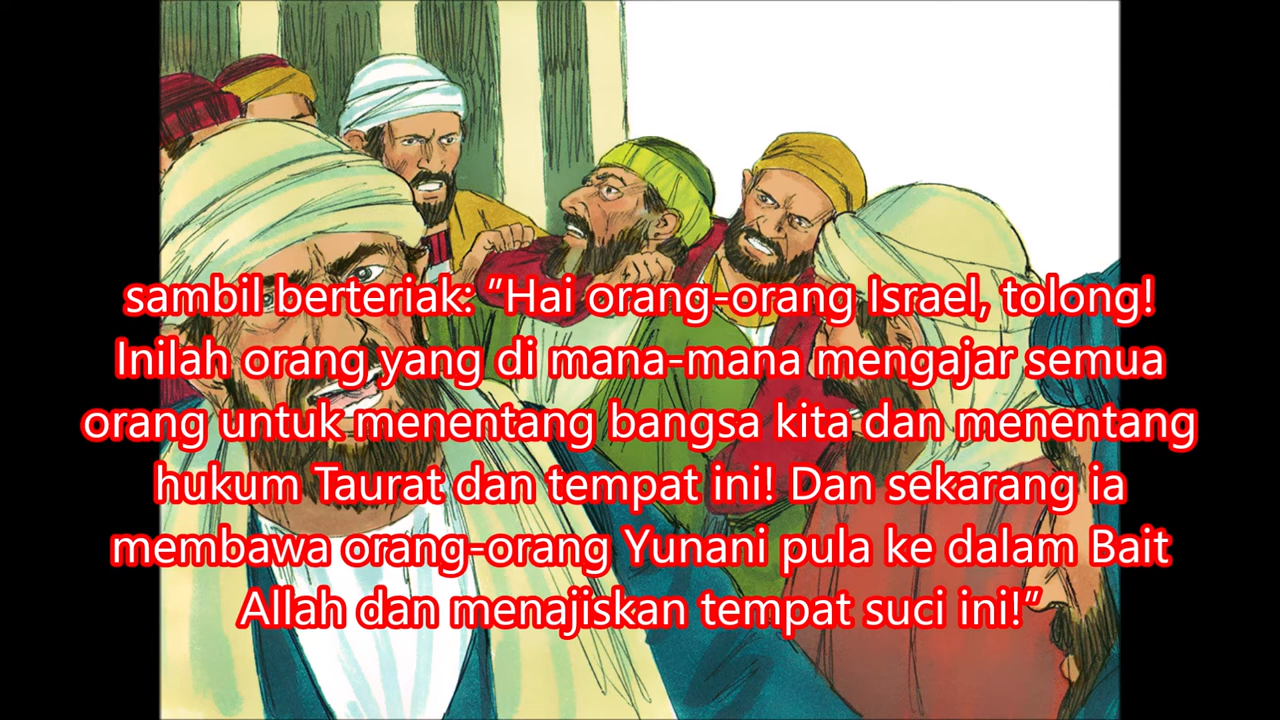 sambil berteriak: ”Hai orang-orang Israel, tolong!
Inilah orang yang di mana-mana mengajar semua
orang untuk menentang bangsa kita dan menentang
hukum Taurat dan tempat ini! Dan sekarang ia
membawa orang-orang Yunani pula ke dalam Bait
Allah dan menajiskan tempat suci ini!”